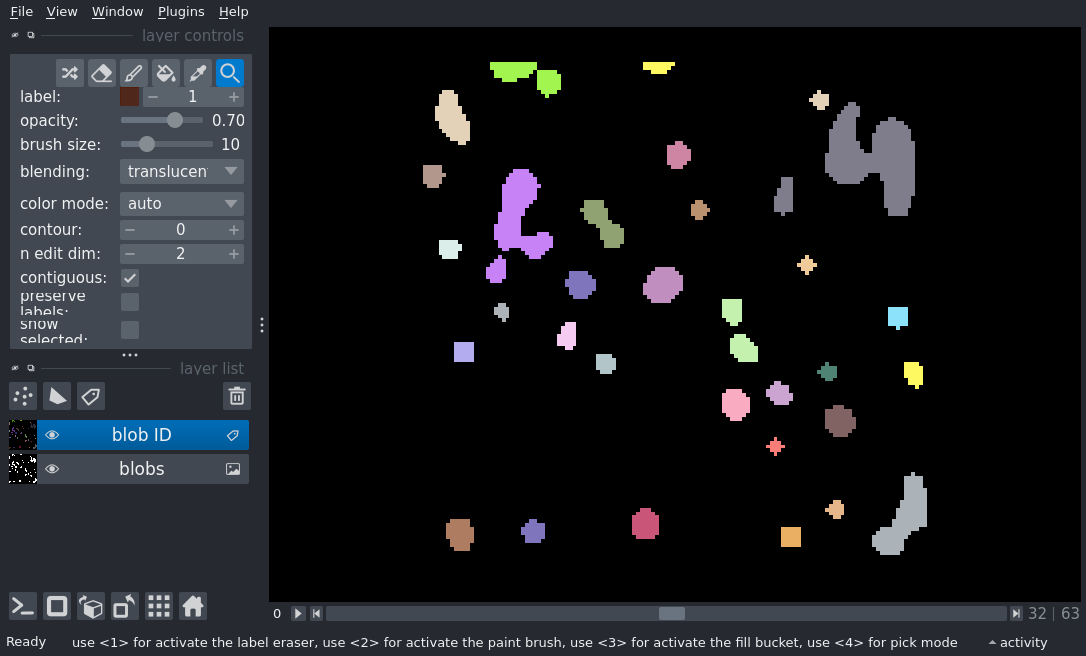 File View Window Plugins Help
layer controls
label: 1
opacity: 0.70
brush size: 10
blending: translucen
color mode: auto
contour: 0
n edit dim: 2
contiguous:
preserve
labels:
show
selected:
layer list
blob ID
blobs
0 32 | 63
Ready use <1> for activate the label eraser, use <2> for activate the paint brush, use <3> for activate the fill bucket, use <4> for pick mode activity